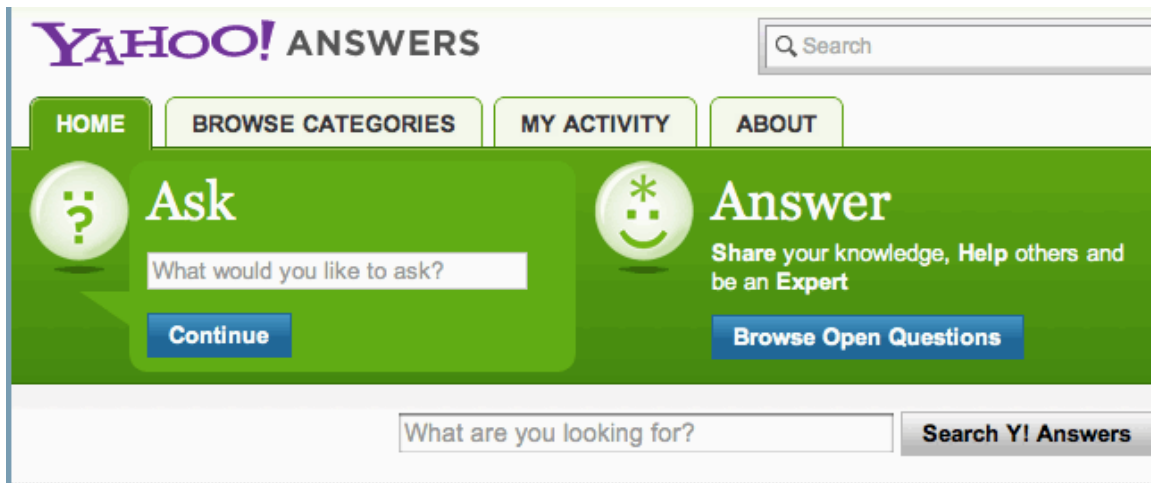 YAHOO! ANSWERS
Search
HOME
BROWSE CATEGORIES
MY ACTIVITY
ABOUT
Ask
What would you like to ask?
Continue
Answer
Share your knowledge, Help others and
be an Expert
Browse Open Questions
What are you looking for?
Search Y! Answers